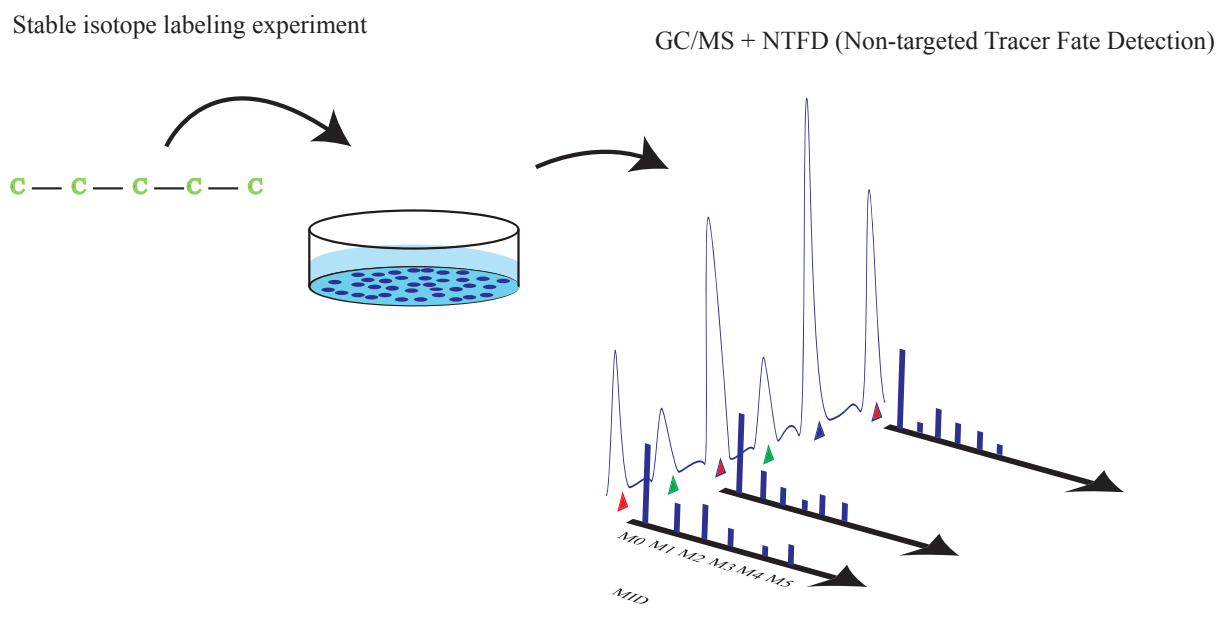 Stable isotope labeling experiment
GC/MS + NTFD (Non-targeted Tracer Fate Detection)
C — C — C — C — C
M0 M1 M2 M3 M4 M5
MID